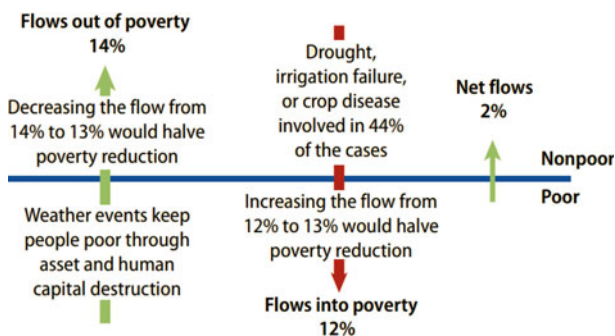 Flows out of poverty
14%
Decreasing the flow from
14% to 13% would halve
poverty reduction
Weather events keep
people poor through
asset and human
capital destruction
Drought,
irrigation failure,
or crop disease
involved in 44%
of the cases
Increasing the flow from
12% to 13% would halve
poverty reduction
Flows into poverty
12%
Net flows
2%
Nonpoor
Poor